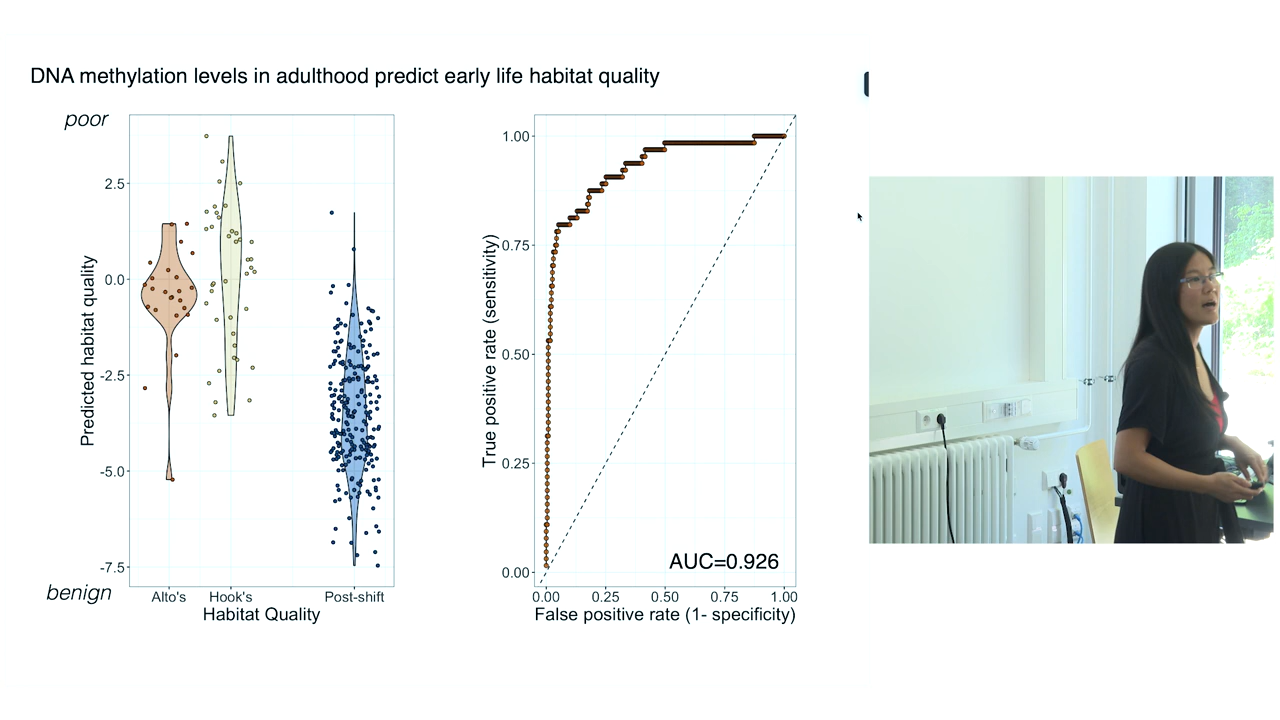 DNA methylation levels in adulthood predict early life habitat quality
poor
2.5
0.0
-2.5
-5.0
-7.5
benign
Predicted habitat quality
Alto's
Hook's
Post-shift
Habitat Quality
1.00
0.75
0.50
0.25
0.00
True positive rate (sensitivity)
AUC=0.926
0.00
0.25
0.50
0.75
1.00
False positive rate (1- specificity)